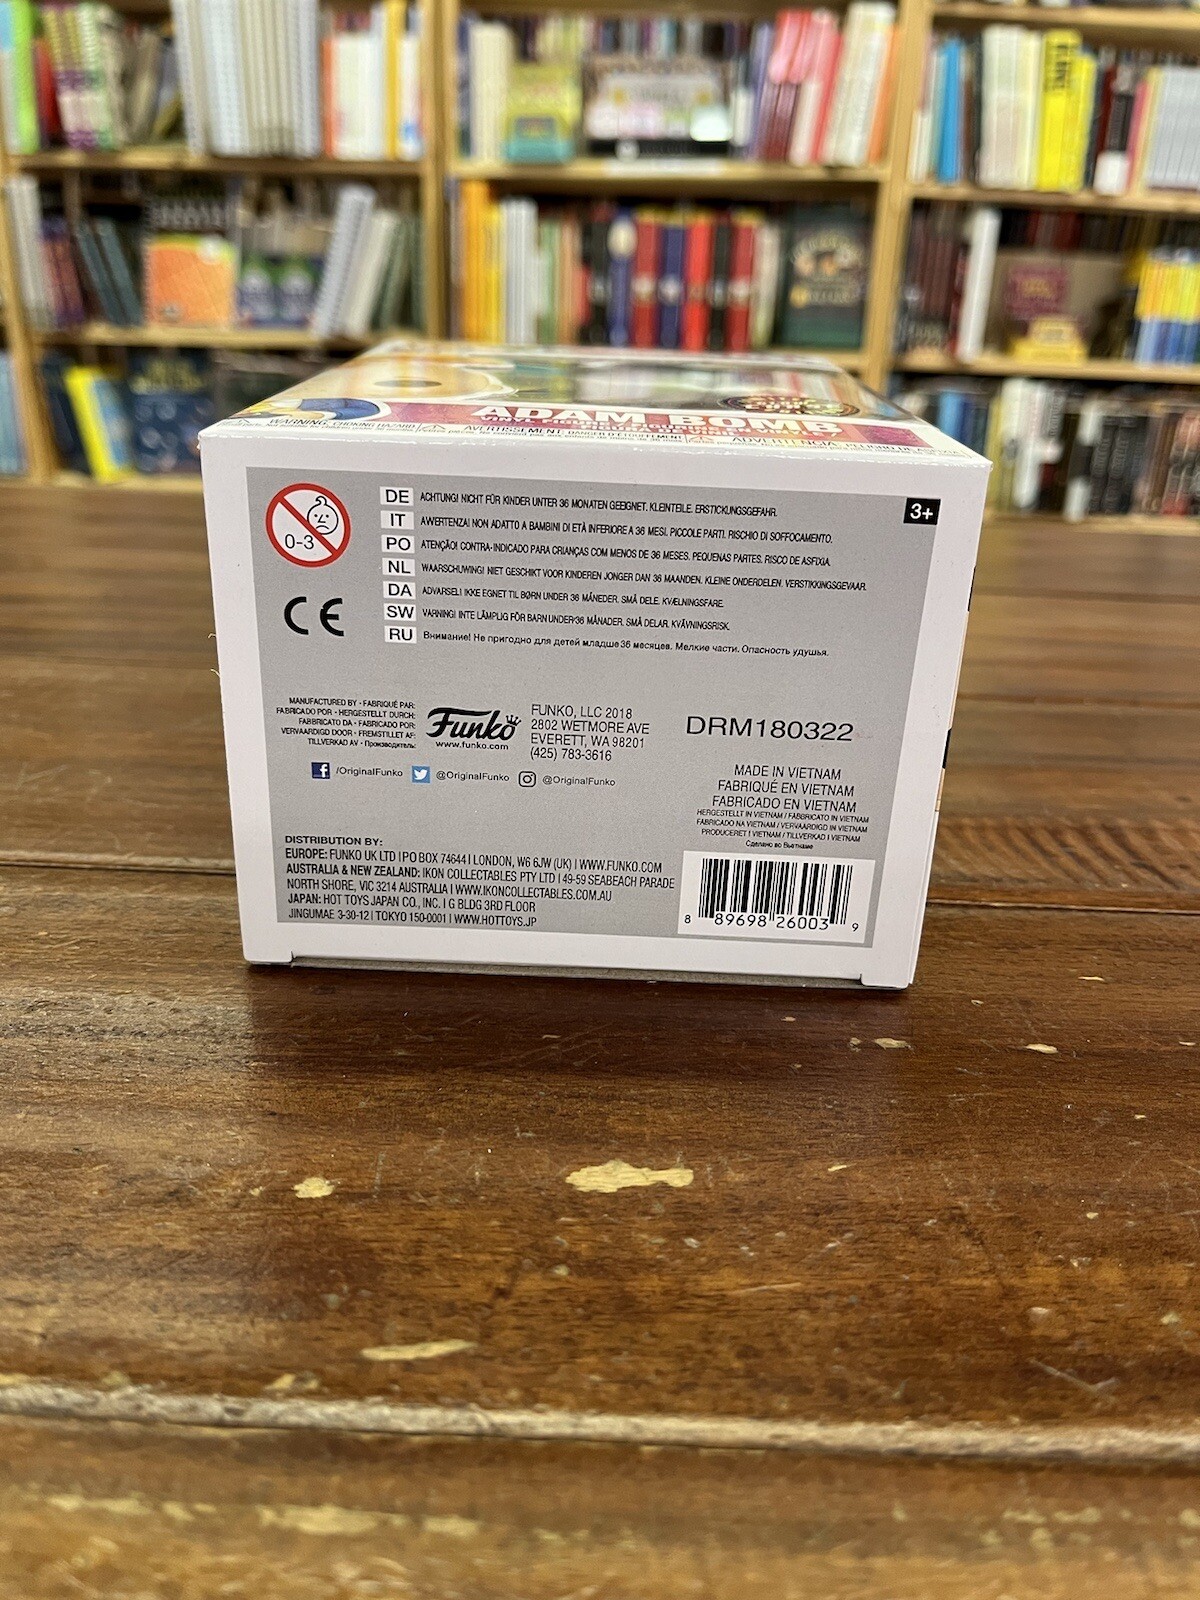 ADAM BOMB
WARNING: CHOKING HAZARD
AVERTISSEMENT: DANGER D'ÉTOUFFEMENT
ADVERTENCIA: PELIGRO DE ASFIXIA
0-3
DE ACHTUNG! NICHT FÜR KINDER UNTER 36 MONATEN GEEIGNET. KLEINTEILE. ERSTICKUNGSGEFAHR.
3+
IT AVVERTENZA! NON ADATTO A BAMBINI DI ETÀ INFERIORE A 36 MESI. PICCOLE PARTI. RISCHIO DI SOFFOCAMENTO.
PO ATENÇÃO! CONTRA-INDICADO PARA CRIANÇAS COM MENOS DE 36 MESES. PEQUENAS PARTES. RISCO DE ASFIXIA.
NL WAARSCHUWING! NIET GESCHIKT VOOR KINDEREN JONGER DAN 36 MAANDEN. KLEINE ONDERDELEN. VERSTIKKINGSGEVAAR.
DA ADVARSEL! IKKE EGNET TIL BØRN UNDER 36 MÅNEDER. SMÅ DELE. KVÆLNINGSFARE.
SW VARNING! INTE LÄMPLIG FÖR BARN UNDER 36 MÅNADER. SMÅ DELAR. KVÄVNINGSRISK.
RU Внимание! Не пригодно для детей младше 36 месяцев. Мелкие части. Опасность удушья.
CE
MANUFACTURED BY · FABRIQUÉ PAR:
FABRICADO POR · HERGESTELLT DURCH:
FABBRICATO DA · FABRICADO POR:
VERVAARDIGD DOOR · FREMSTILLET AF:
TILLVERKAD AV · Производитель:
Funko
www.funko.com
FUNKO, LLC 2018
2802 WETMORE AVE
EVERETT, WA 98201
(425) 783-3616
DRM180322
/OriginalFunko @OriginalFunko @OriginalFunko
MADE IN VIETNAM
FABRIQUÉ EN VIETNAM
FABRICADO EN VIETNAM
HERGESTELLT IN VIETNAM / FABBRICATO IN VIETNAM
FABRICADO NA VIETNAM / VERVAARDIGD IN VIETNAM
PRODUCERET I VIETNAM / TILLVERKAD I VIETNAM
Сделано во Вьетнаме
DISTRIBUTION BY:
EUROPE: FUNKO UK LTD | PO BOX 74644 | LONDON, W6 6JW (UK) | WWW.FUNKO.COM
AUSTRALIA & NEW ZEALAND: IKON COLLECTABLES PTY LTD | 49-59 SEABEACH PARADE
NORTH SHORE, VIC 3214 AUSTRALIA | WWW.IKONCOLLECTABLES.COM.AU
JAPAN: HOT TOYS JAPAN CO., INC. | G BLDG 3RD FLOOR
JINGUMAE 3-30-12 | TOKYO 150-0001 | WWW.HOTTOYS.JP
8 89698 26003 9